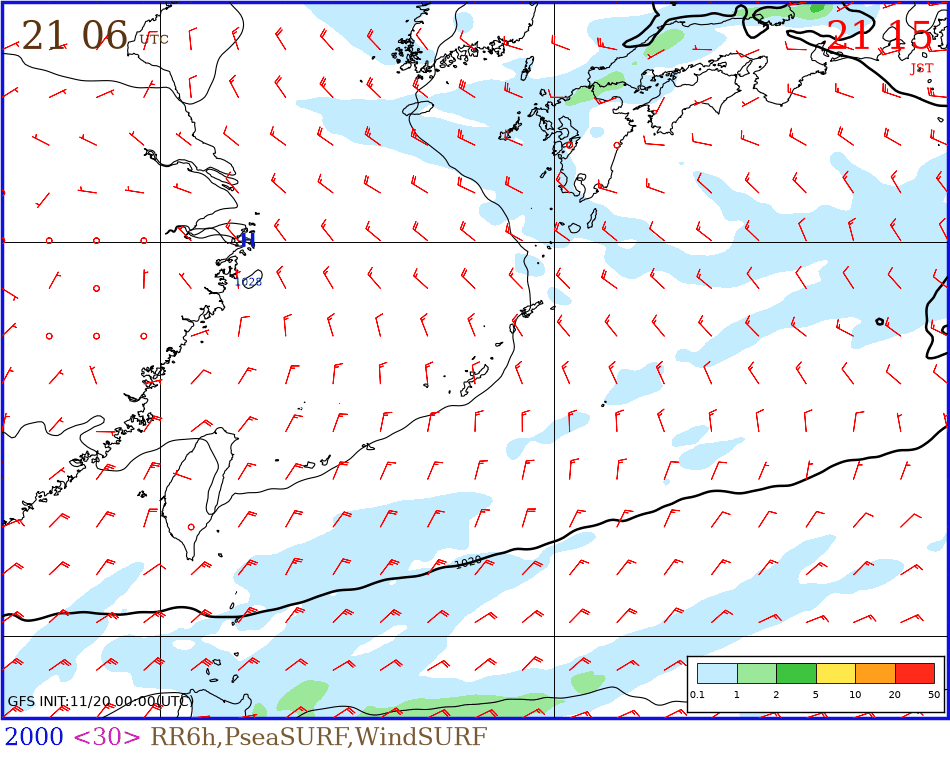 21 06 UTC
21 15
JST
H
1028
1020
GFS INIT:11/20.00:00(UTC)
0.1 1 2 5 10 20 50
2000 <30> RR6h,PseaSURF,WindSURF